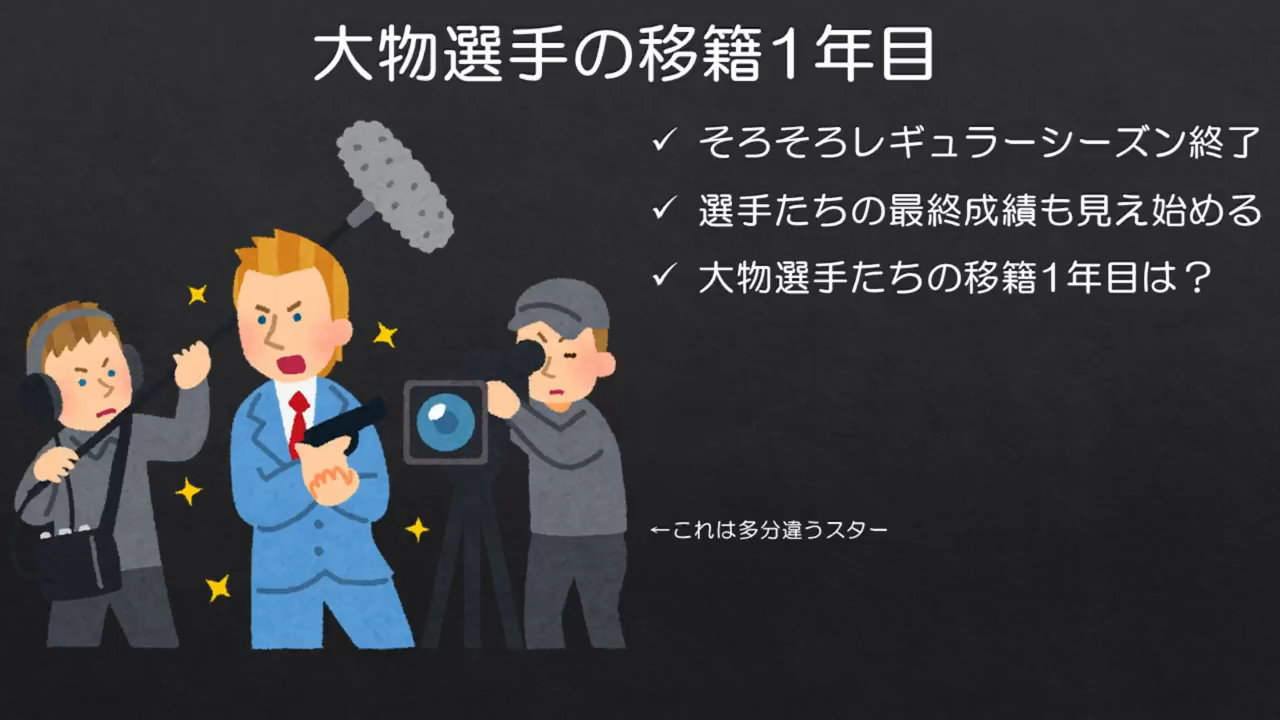 大物選手の移籍1年目
✓ そろそろレギュラーシーズン終了
✓ 選手たちの最終成績も見え始める
✓ 大物選手たちの移籍1年目は？
←これは多分違うスター